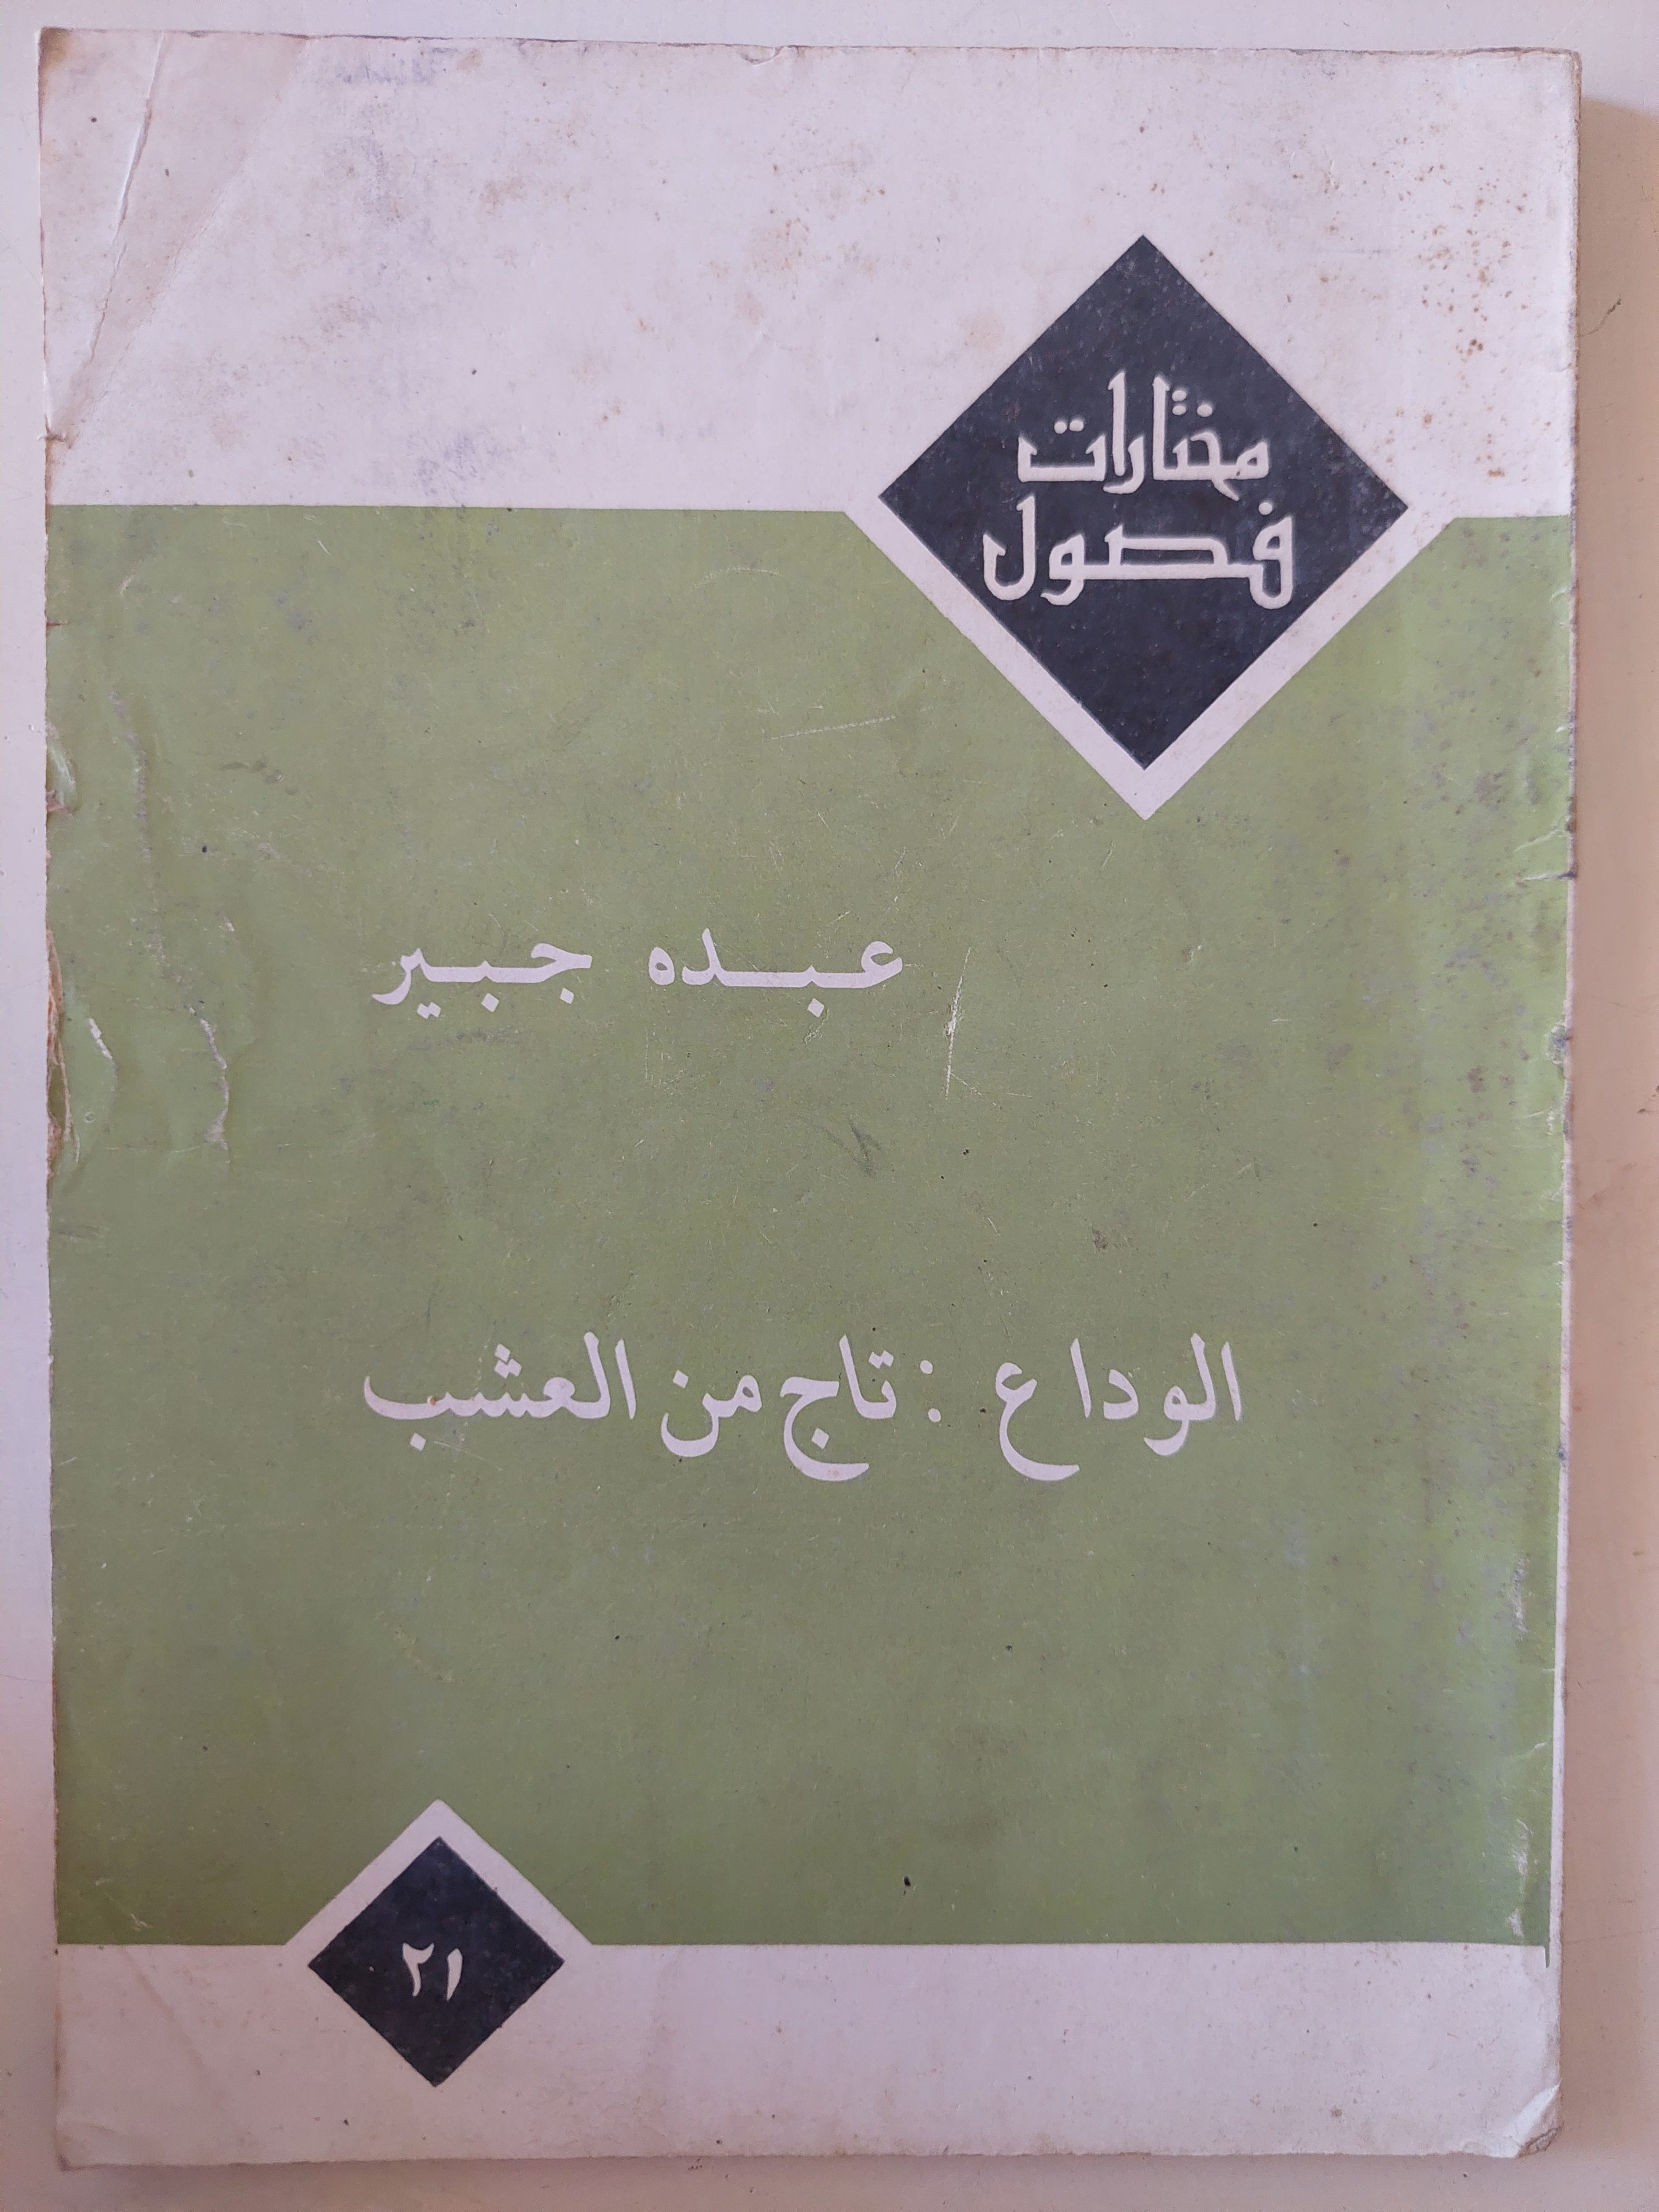 مختارات
فصول
عبده جبير
الوداع : تاج من العشب
٢١